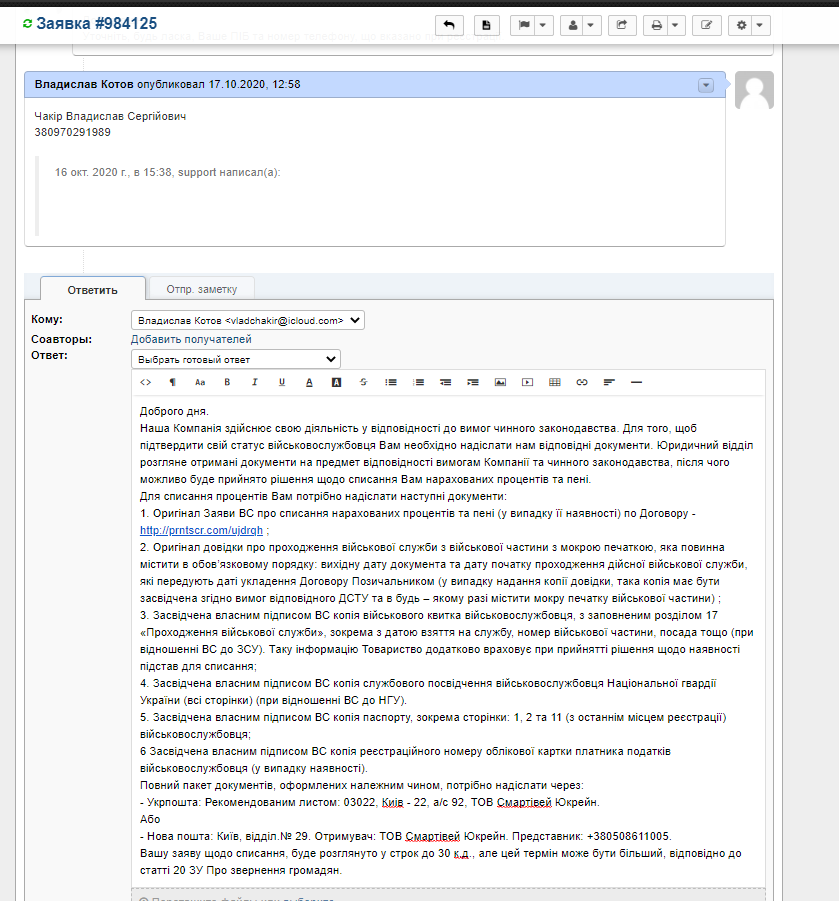 Заявка #984125
Владислав Котов опубликовал 17.10.2020, 12:58
Чакір Владислав Сергійович
380970291989
16 окт. 2020 г., в 15:38, support написал(а):
Ответить
Отпр. заметку
Кому:
Владислав Котов <vladchakir@icloud.com>
Соавторы:
Добавить получателей
Ответ:
Выбрать готовый ответ
Доброго дня.
Наша Компанія здійснює свою діяльність у відповідності до вимог чинного законодавства. Для того, щоб
підтвердити свій статус військовослужбовця Вам необхідно надіслати нам відповідні документи. Юридичний відділ
розгляне отримані документи на предмет відповідності вимогам Компанії та чинного законодавства, після чого
можливо буде прийнято рішення щодо списання Вам нарахованих процентів та пені.
Для списання процентів Вам потрібно надіслати наступні документи:
1. Оригінал Заяви ВС про списання нарахованих процентів та пені (у випадку її наявності) по Договору -
http://prntscr.com/ujdrqh ;
2. Оригінал довідки про проходження військової служби з військової частини з мокрою печаткою, яка повинна
містити в обов'язковому порядку: вихідну дату документа та дату початку проходження дійсної військової служби,
які передують даті укладення Договору Позичальником (у випадку надання копії довідки, така копія має бути
засвідчена згідно вимог відповідного ДСТУ та в будь – якому разі містити мокру печатку військової частини) ;
3. Засвідчена власним підписом ВС копія військового квитка військовослужбовця, з заповненим розділом 17
«Проходження військової служби», зокрема з датою взяття на службу, номер військової частини, посада тощо (при
відношенні ВС до ЗСУ). Таку інформацію Товариство додатково враховує при прийнятті рішення щодо наявності
підстав для списання;
4. Засвідчена власним підписом ВС копія службового посвідчення військовослужбовця Національної гвардії
України (всі сторінки) (при відношенні ВС до НГУ).
5. Засвідчена власним підписом ВС копія паспорту, зокрема сторінки: 1, 2 та 11 (з останнім місцем реєстрації)
військовослужбовця;
6 Засвідчена власним підписом ВС копія реєстраційного номеру облікової картки платника податків
військовослужбовця (у випадку наявності).
Повний пакет документів, оформлених належним чином, потрібно надіслати через:
- Укрпошта: Рекомендованим листом: 03022, Київ - 22, а/с 92, ТОВ Смартівей Юкрейн.
Або
- Нова пошта: Київ, відділ.№ 29. Отримувач: ТОВ Смартівей Юкрейн. Представник: +380508611005.
Вашу заяву щодо списання, буде розглянуто у строк до 30 к.д., але цей термін може бути більший, відповідно до
статті 20 ЗУ Про звернення громадян.